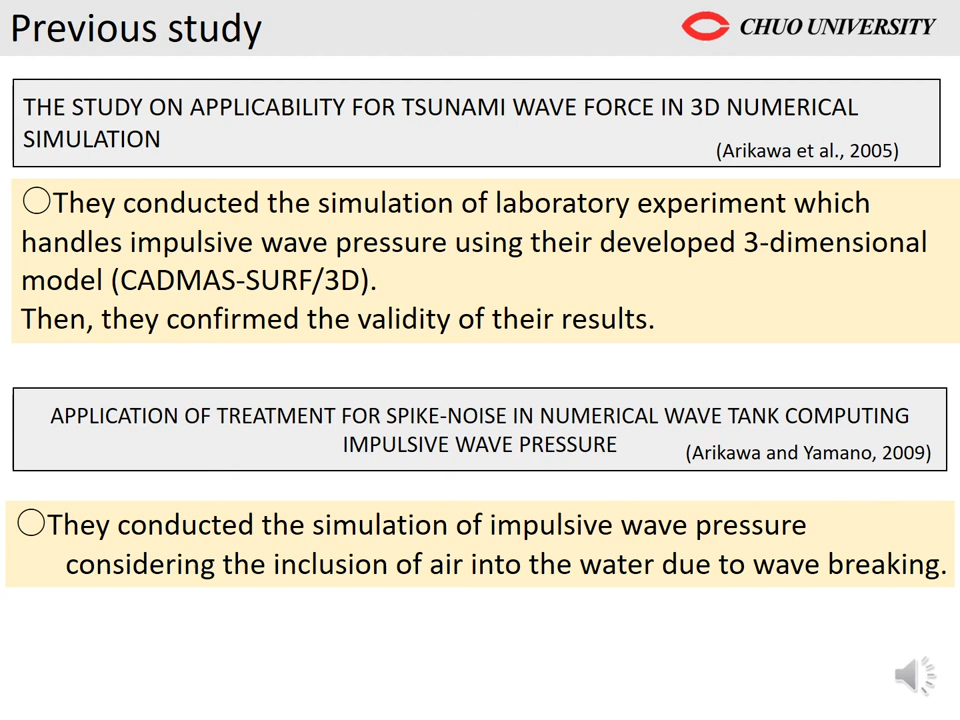 Previous study
CHUO UNIVERSITY
THE STUDY ON APPLICABILITY FOR TSUNAMI WAVE FORCE IN 3D NUMERICAL
SIMULATION
(Arikawa et al., 2005)
○They conducted the simulation of laboratory experiment which
handles impulsive wave pressure using their developed 3-dimensional
model (CADMAS-SURF/3D).
Then, they confirmed the validity of their results.
APPLICATION OF TREATMENT FOR SPIKE-NOISE IN NUMERICAL WAVE TANK COMPUTING
IMPULSIVE WAVE PRESSURE
(Arikawa and Yamano, 2009)
○They conducted the simulation of impulsive wave pressure
considering the inclusion of air into the water due to wave breaking.